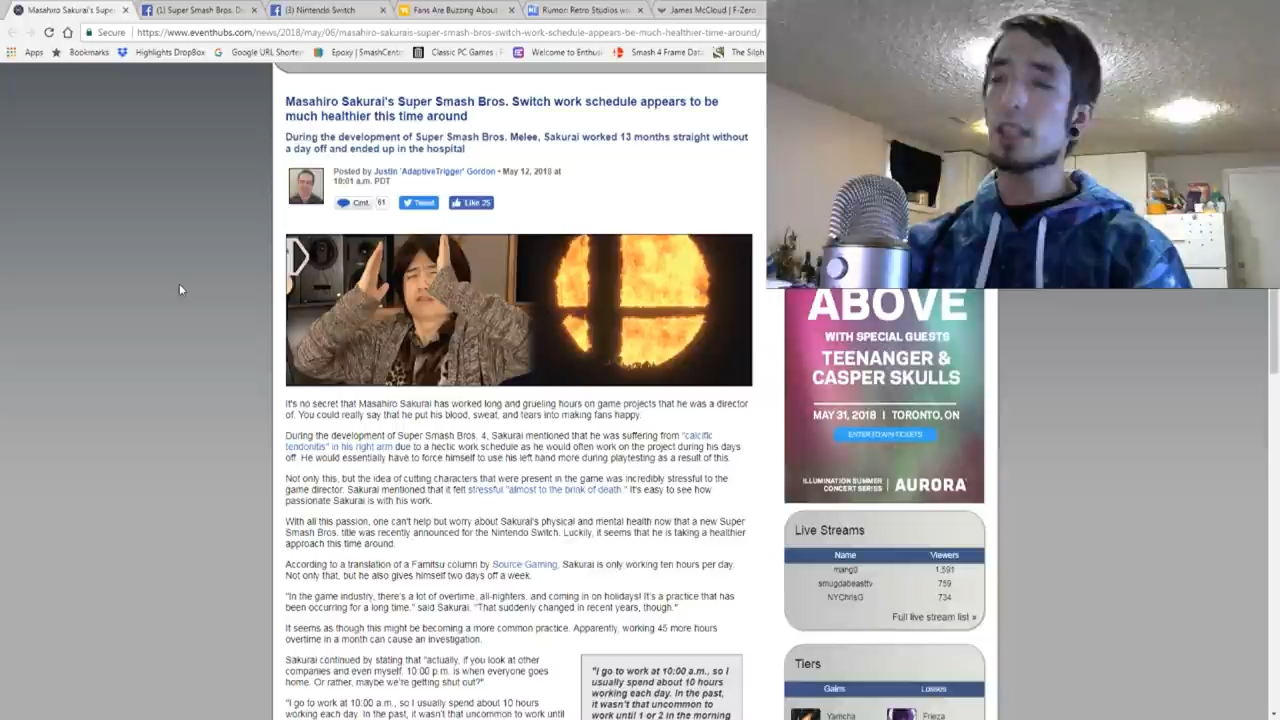 Masahiro Sakurai's Supe
(1) Super Smash Bros. D
(3) Nintendo Switch
Fans Are Buzzing About
Rumor: Retro Studios wo
James McCloud | F-Zero
Secure
https://www.eventhubs.com/news/2018/may/06/masahiro-sakurais-super-smash-bros-switch-work-schedule-appears-be-much-healthier-time-around/
Apps
Bookmarks
Highlights DropBox
Google URL Shorten
Epoxy | SmashCentr
Classic PC Games : F
Welcome to Enthus
Smash 4 Frame Data
The Silph
Masahiro Sakurai's Super Smash Bros. Switch work schedule appears to be
much healthier this time around
During the development of Super Smash Bros. Melee, Sakurai worked 13 months straight without
a day off and ended up in the hospital
Posted by Justin 'AdaptiveTrigger' Gordon • May 12, 2018 at
10:01 a.m. PDT
Cmt. 61
Tweet
Like 25
It's no secret that Masahiro Sakurai has worked long and grueling hours on game projects that he was a director
of. You could really say that he put his blood, sweat, and tears into making fans happy.
During the development of Super Smash Bros. 4, Sakurai mentioned that he was suffering from "calcific
tendonitis" in his right arm due to a hectic work schedule as he would often work on the project during his days
off. He would essentially have to force himself to use his left hand more during playtesting as a result of this.
Not only this, but the idea of cutting characters that were present in the game was incredibly stressful to the
game director. Sakurai mentioned that it felt stressful "almost to the brink of death." It's easy to see how
passionate Sakurai is with his work.
With all this passion, one can't help but worry about Sakurai's physical and mental health now that a new Super
Smash Bros. title was recently announced for the Nintendo Switch. Luckily, it seems that he is taking a healthier
approach this time around.
According to a translation of a Famitsu column by Source Gaming, Sakurai is only working ten hours per day.
Not only that, but he also gives himself two days off a week.
"In the game industry, there's a lot of overtime, all-nighters, and coming in on holidays! It's a practice that has
been occurring for a long time." said Sakurai. "That suddenly changed in recent years, though."
It seems as though this might be becoming a more common practice. Apparently, working 45 more hours
overtime in a month can cause an investigation.
Sakurai continued by stating that "actually, if you look at other
companies and even myself, 10:00 p.m. is when everyone goes
home. Or rather, maybe we're getting shut out?"
"I go to work at 10:00 a.m., so I usually spend about 10 hours
working each day. In the past, it wasn't that uncommon to work until
"I go to work at 10:00 a.m., so I
usually spend about 10 hours
working each day. In the past,
it wasn't that uncommon to
work until 1 or 2 in the morning
ABOVE
WITH SPECIAL GUESTS
TEENANGER &
CASPER SKULLS
MAY 31, 2018 | TORONTO, ON
ENTER TO WIN TICKETS
ILLUMINATION SUMMER
CONCERT SERIES
AURORA
Live Streams
Name Viewers
mang0 1,591
smugdabeasttv 759
NYChrisG 734
Full live stream list »
Tiers
Gains Losses
Yamcha Frieza